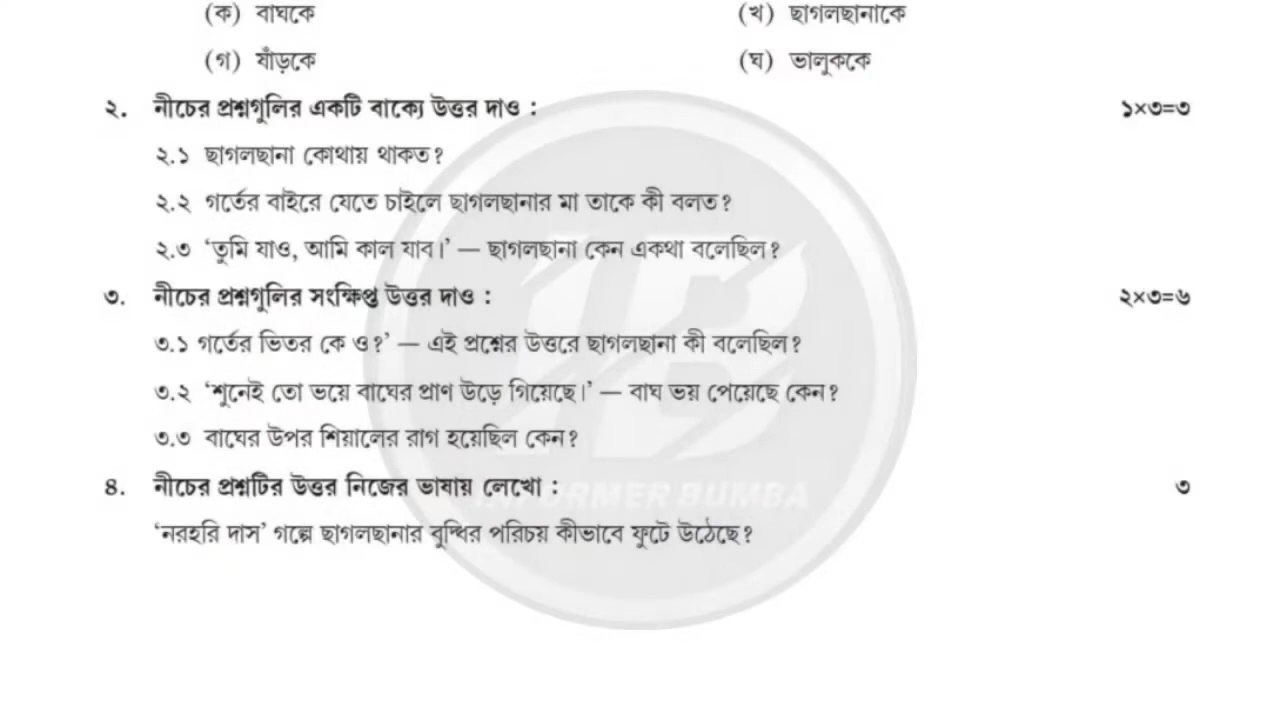 (ক) বাঘকে (খ) ছাগলছানাকে
(গ) ষাঁড়কে (ঘ) ভালুককে
২. নীচের প্রশ্নগুলির একটি বাক্যে উত্তর দাও : ১×৩=৩
২.১ ছাগলছানা কোথায় থাকত?
২.২ গর্তের বাইরে যেতে চাইলে ছাগলছানার মা তাকে কী বলত?
২.৩ ‘তুমি যাও, আমি কাল যাব।’ — ছাগলছানা কেন একথা বলেছিল?
৩. নীচের প্রশ্নগুলির সংক্ষিপ্ত উত্তর দাও : ২×৩=৬
৩.১ গর্তের ভিতর কে ও?’ — এই প্রশ্নের উত্তরে ছাগলছানা কী বলেছিল?
৩.২ ‘শুনেই তো ভয়ে বাঘের প্রাণ উড়ে গিয়েছে।’ — বাঘ ভয় পেয়েছে কেন?
৩.৩ বাঘের উপর শিয়ালের রাগ হয়েছিল কেন?
৪. নীচের প্রশ্নটির উত্তর নিজের ভাষায় লেখো : ৩
INFORMER BUMBA
‘নরহরি দাস’ গল্পে ছাগলছানার বুদ্ধির পরিচয় কীভাবে ফুটে উঠেছে?